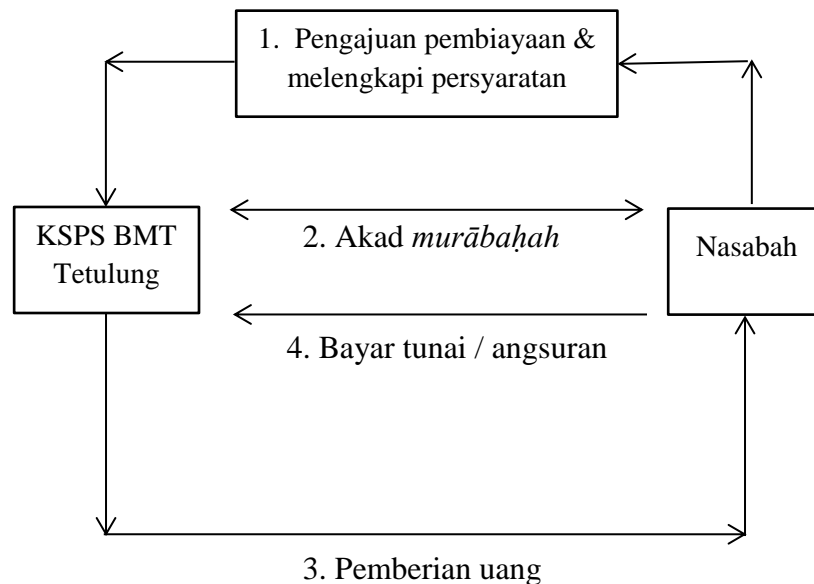 1. Pengajuan pembiayaan &
melengkapi persyaratan
KSPS BMT
Tetulung
2. Akad murābaḥah
Nasabah
4. Bayar tunai / angsuran
3. Pemberian uang